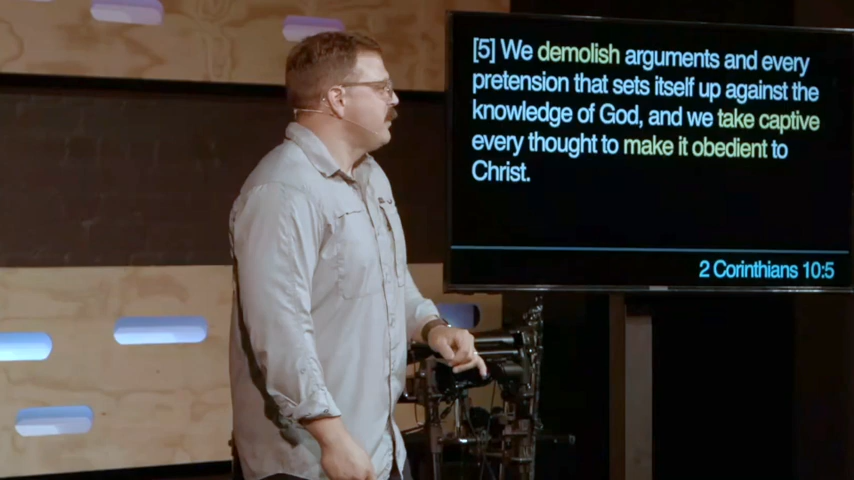 [5] We demolish arguments and every
pretension that sets itself up against the
knowledge of God, and we take captive
every thought to make it obedient to
Christ.
2 Corinthians 10:5